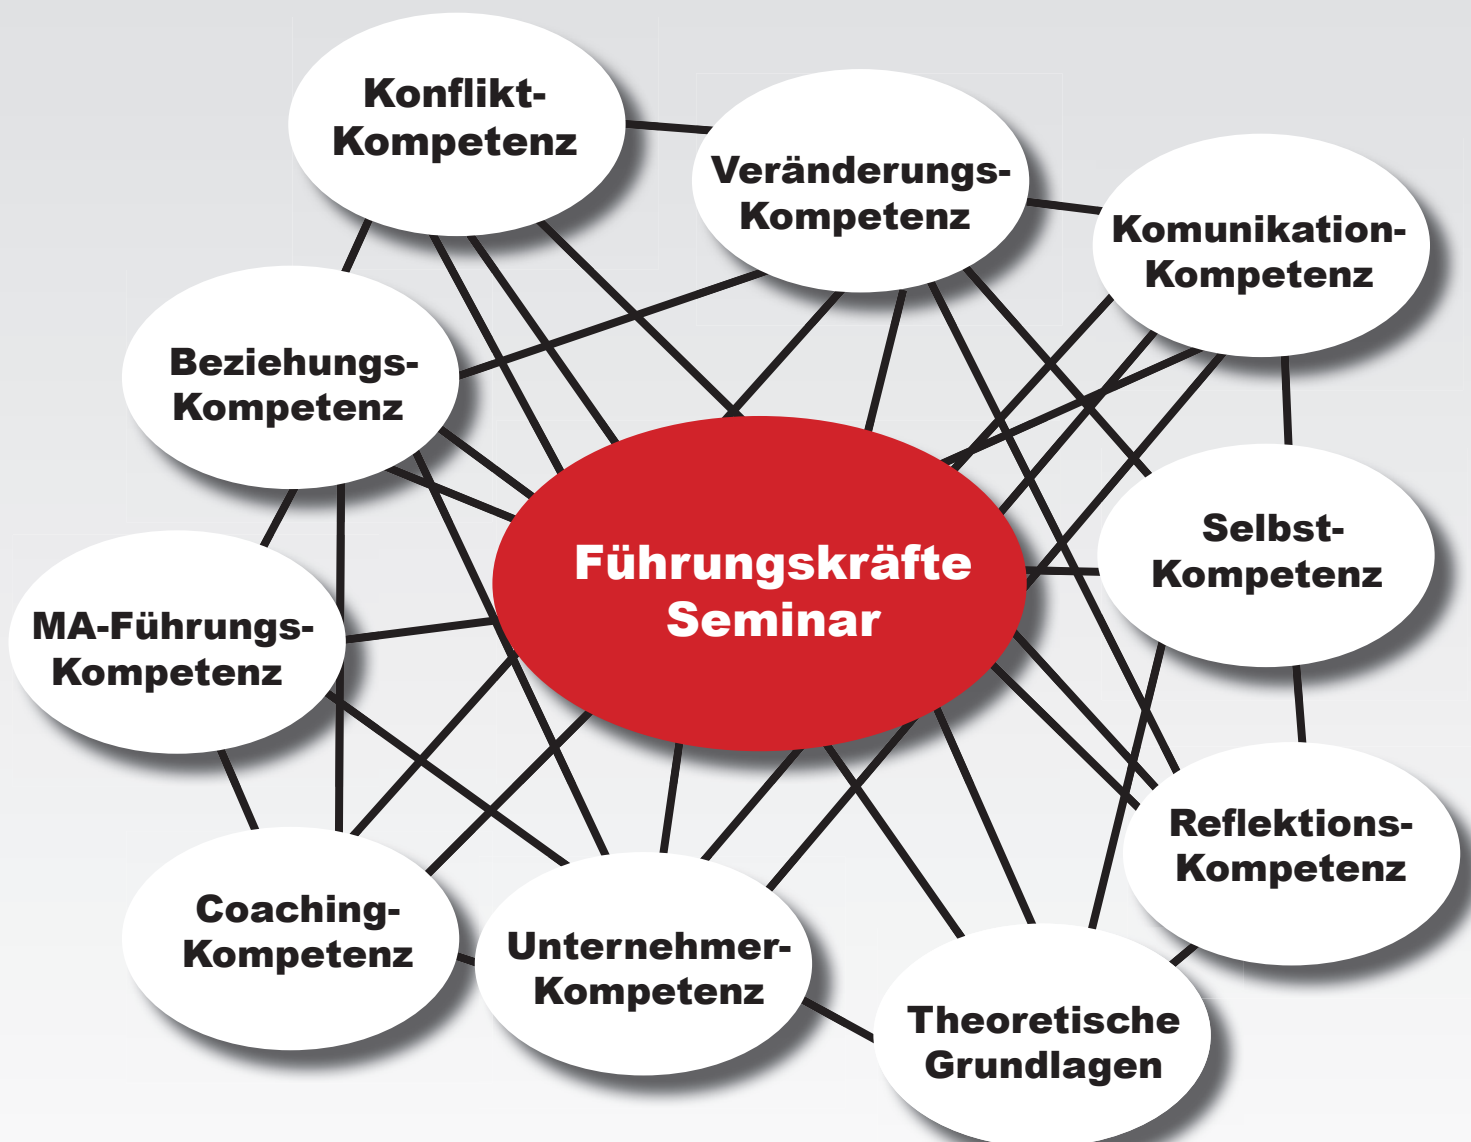 Konflikt-
Kompetenz
Veränderungs-
Kompetenz
Komunikation-
Kompetenz
Beziehungs-
Kompetenz
Selbst-
Kompetenz
Führungskräfte
Seminar
MA-Führungs-
Kompetenz
Reflektions-
Kompetenz
Coaching-
Kompetenz
Unternehmer-
Kompetenz
Theoretische
Grundlagen